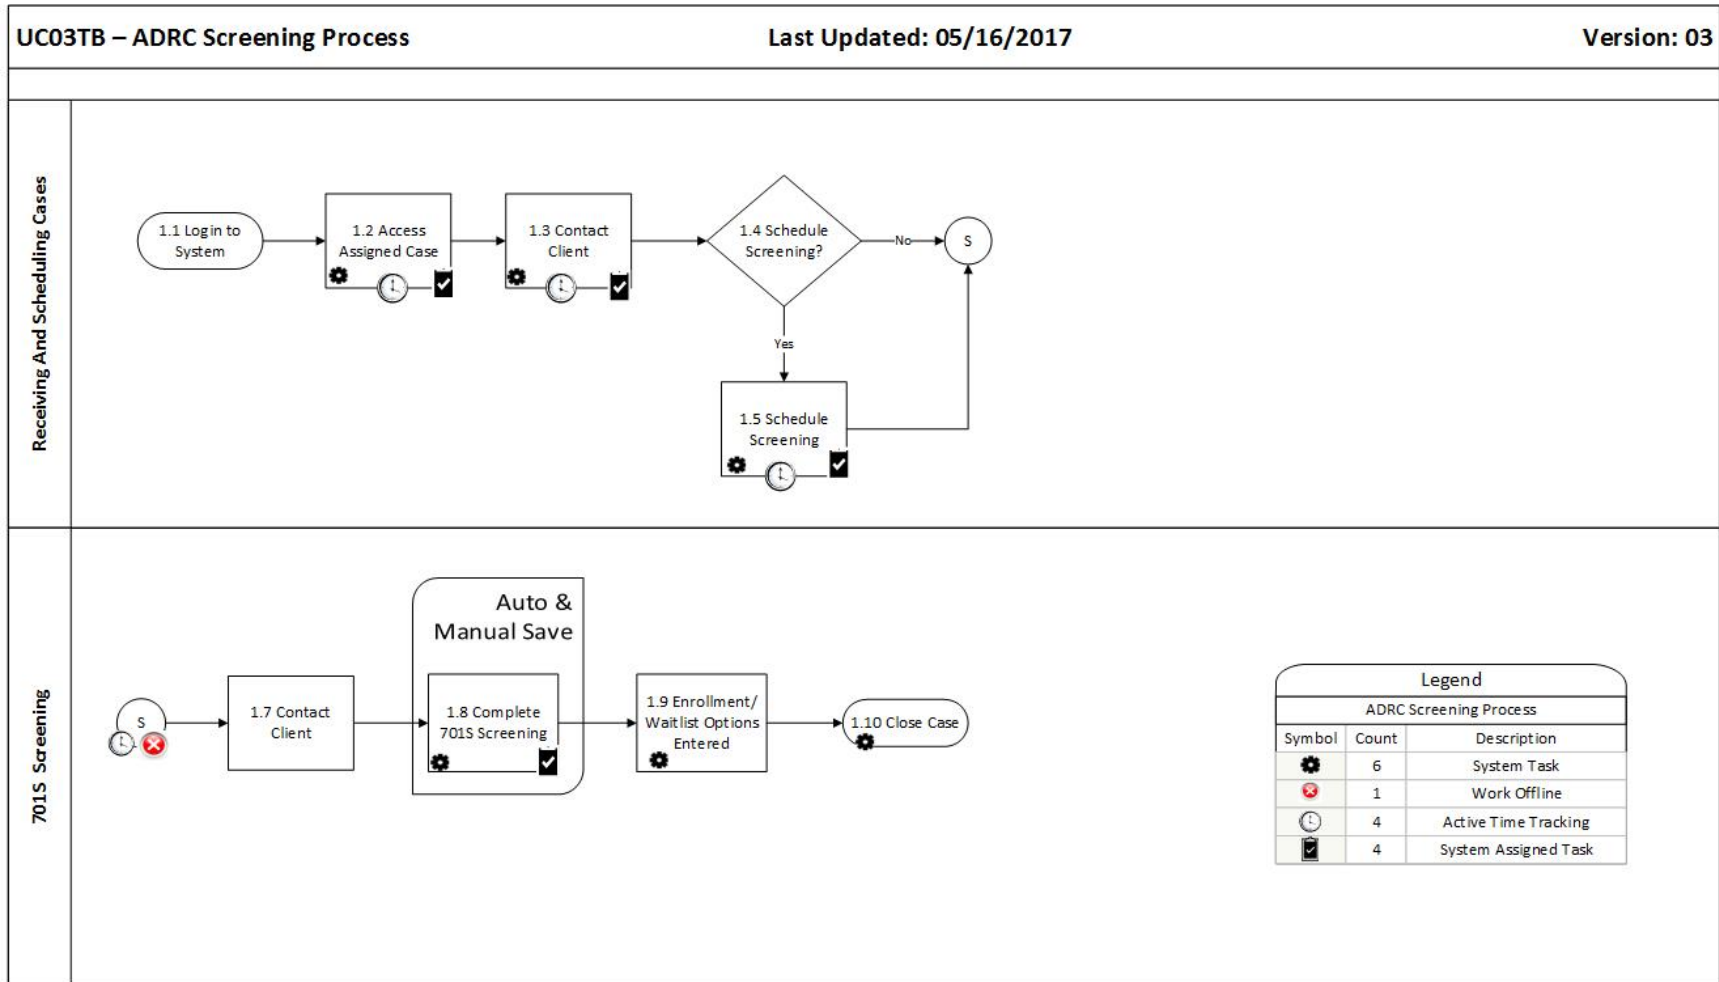 UC03TB – ADRC Screening Process
Last Updated: 05/16/2017
Version: 03
Receiving And Scheduling Cases
1.1 Login to
System
1.2 Access
Assigned Case
1.3 Contact
Client
1.4 Schedule
Screening?
No
S
Yes
1.5 Schedule
Screening
701S Screening
S
1.7 Contact
Client
Auto &
Manual Save
1.8 Complete
701S Screening
1.9 Enrollment/
Waitlist Options
Entered
1.10 Close Case
Legend
ADRC Screening Process
Symbol Count Description
6 System Task
1 Work Offline
4 Active Time Tracking
4 System Assigned Task